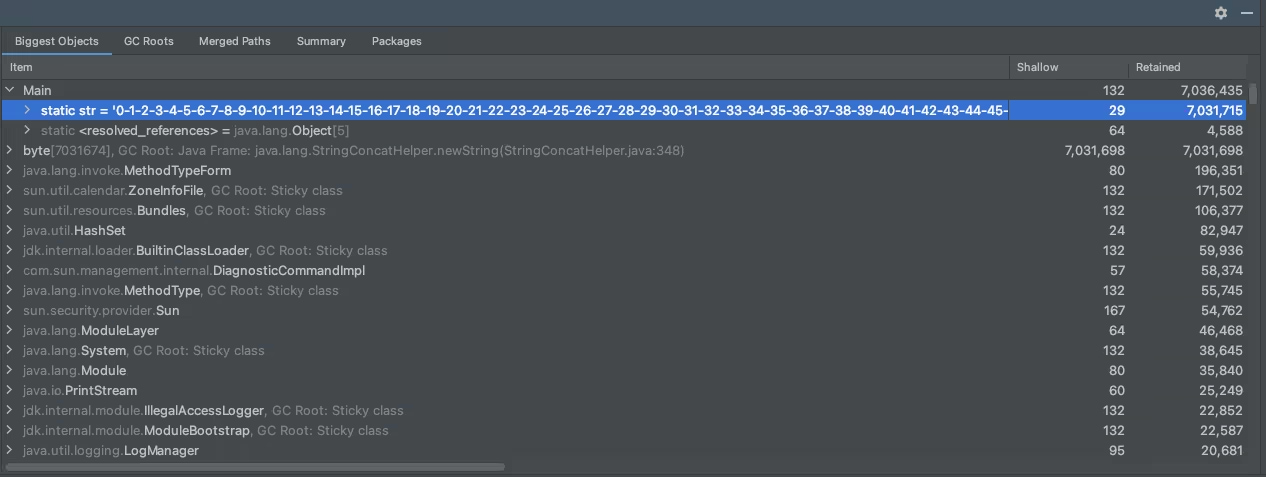 Biggest Objects GC Roots Merged Paths Summary Packages
Item Shallow Retained
Main 132 7,036,435
static str = '0-1-2-3-4-5-6-7-8-9-10-11-12-13-14-15-16-17-18-19-20-21-22-23-24-25-26-27-28-29-30-31-32-33-34-35-36-37-38-39-40-41-42-43-44-45- 29 7,031,715
static <resolved_references> = java.lang.Object[5] 64 4,588
byte[7031674], GC Root: Java Frame: java.lang.StringConcatHelper.newString(StringConcatHelper.java:348) 7,031,698 7,031,698
java.lang.invoke.MethodTypeForm 80 196,351
sun.util.calendar.ZoneInfoFile, GC Root: Sticky class 132 171,502
sun.util.resources.Bundles, GC Root: Sticky class 132 106,377
java.util.HashSet 24 82,947
jdk.internal.loader.BuiltinClassLoader, GC Root: Sticky class 132 59,936
com.sun.management.internal.DiagnosticCommandImpl 57 58,374
java.lang.invoke.MethodType, GC Root: Sticky class 132 55,745
sun.security.provider.Sun 167 54,762
java.lang.ModuleLayer 64 46,468
java.lang.System, GC Root: Sticky class 132 38,645
java.lang.Module 80 35,840
java.io.PrintStream 60 25,249
jdk.internal.module.IllegalAccessLogger, GC Root: Sticky class 132 22,852
jdk.internal.module.ModuleBootstrap, GC Root: Sticky class 132 22,587
java.util.logging.LogManager 95 20,681